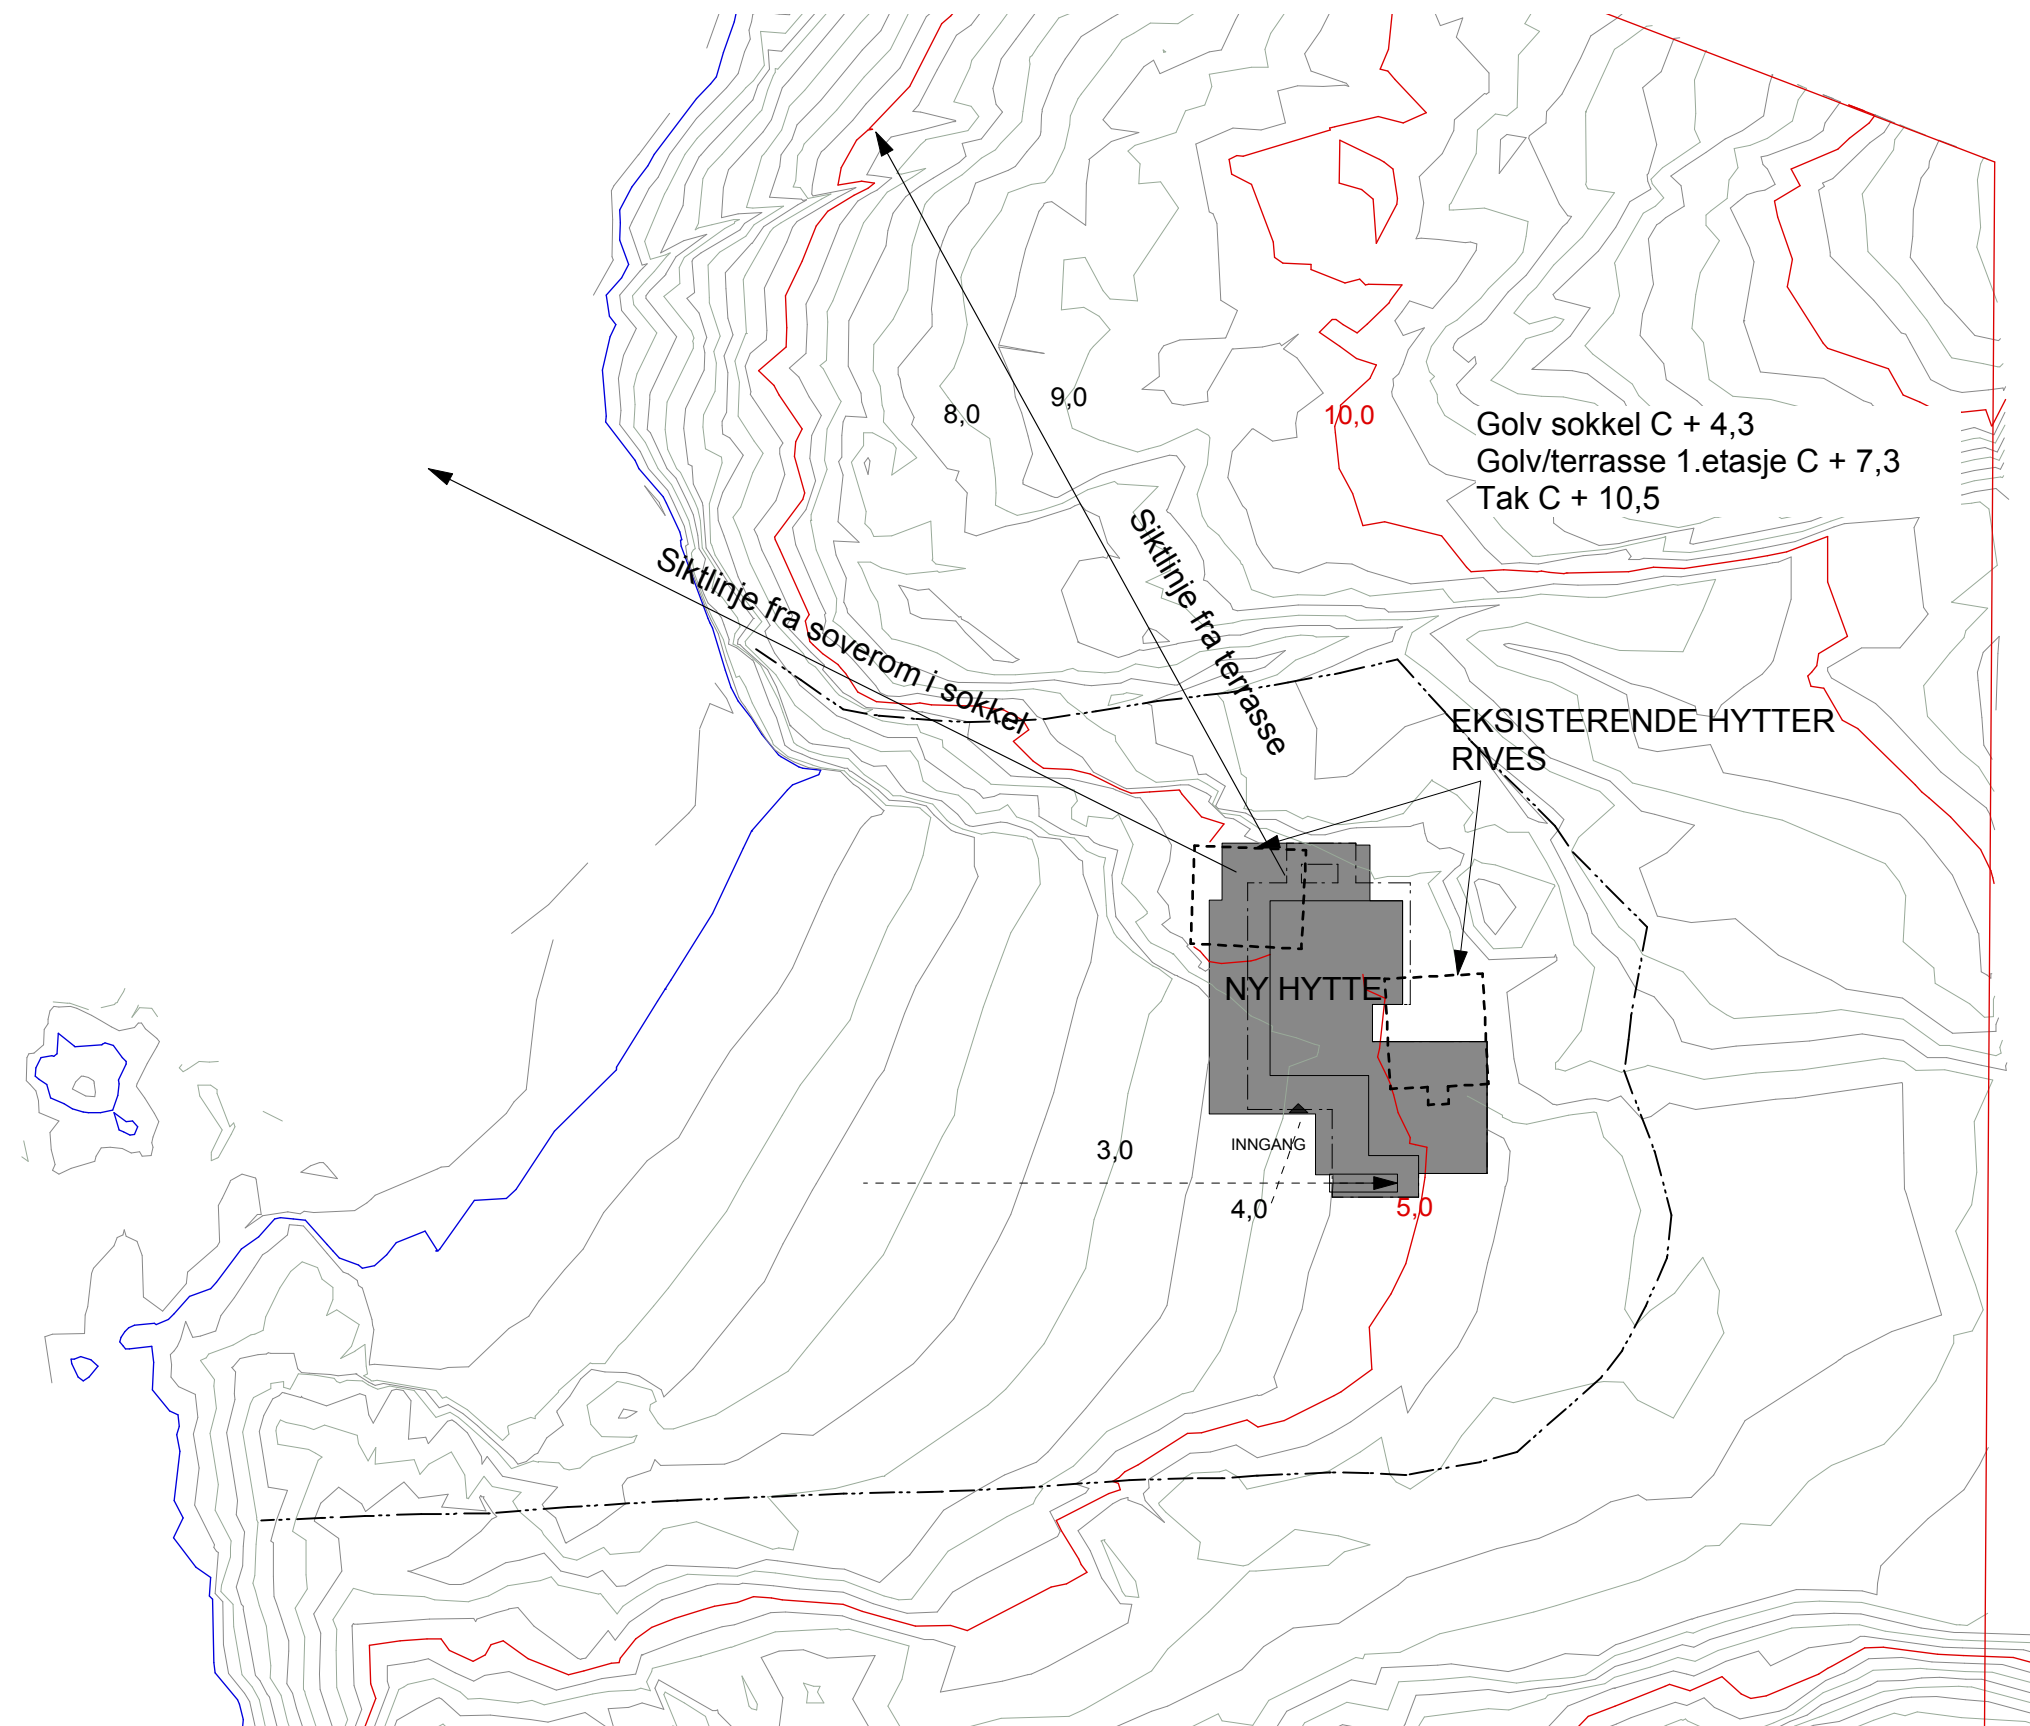 8,0
9,0
10,0
Golv sokkel C + 4,3
Golv/terrasse 1.etasje C + 7,3
Tak C + 10,5
Siktlinje fra soverom i sokkel
Siktlinje fra terrasse
EKSISTERENDE HYTTER
RIVES
NY HYTTE
INNGANG
3,0
4,0
5,0